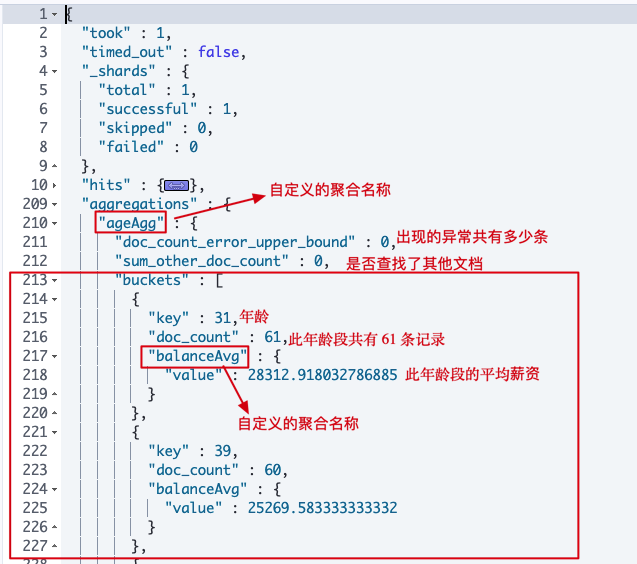 1 {
2 "took" : 1,
3 "timed_out" : false,
4 "_shards" : {
5 "total" : 1,
6 "successful" : 1,
7 "skipped" : 0,
8 "failed" : 0
9 },
10 "hits" : {},
自定义的聚合名称
209 "aggregations" : {
210 "ageAgg" : {
211 "doc_count_error_upper_bound" : 0, 出现的异常共有多少条
212 "sum_other_doc_count" : 0, 是否查找了其他文档
213 "buckets" : [
214 {
215 "key" : 31, 年龄
216 "doc_count" : 61, 此年龄段共有 61 条记录
217 "balanceAvg" : {
218 "value" : 28312.918032786885 此年龄段的平均薪资
219 }
220 },
自定义的聚合名称
221 {
222 "key" : 39,
223 "doc_count" : 60,
224 "balanceAvg" : {
225 "value" : 25269.583333333332
226 }
227 },
228 {